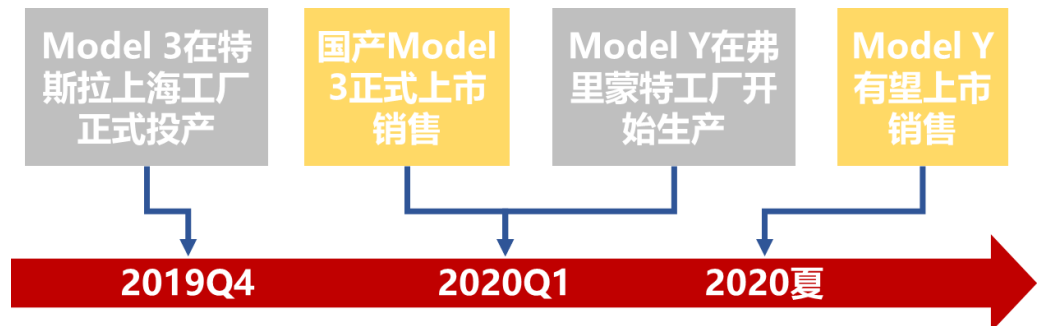 Model 3在特
斯拉上海工厂
正式投产
国产Model
3正式上市
销售
Model Y在弗
里蒙特工厂开
始生产
Model Y
有望上市
销售
2019Q4
2020Q1
2020夏